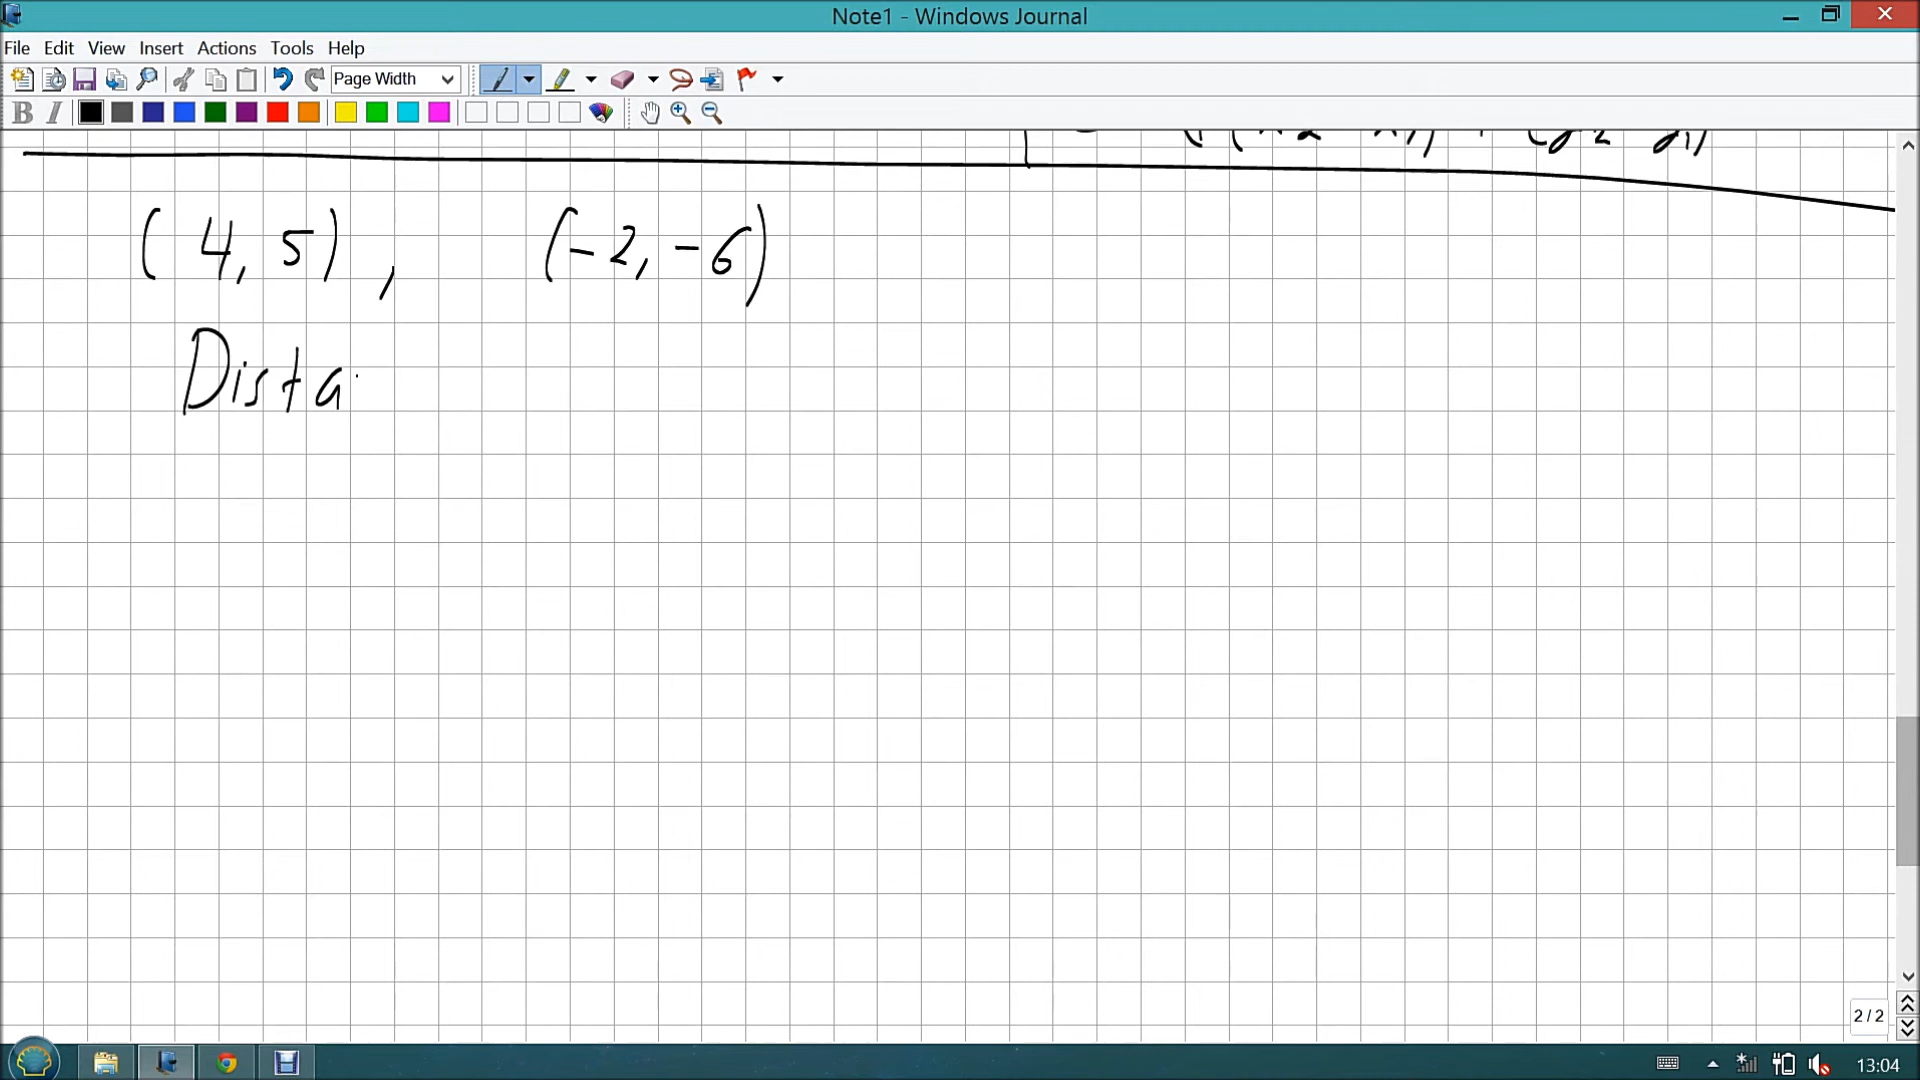 Note1 - Windows Journal
File Edit View Insert Actions Tools Help
Page Width
B I
(4, 5) , (-2, -6)
Dista
2/2
13:04